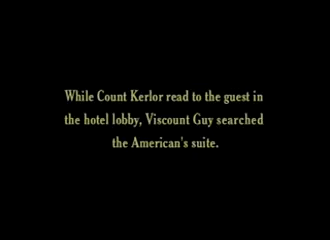 While Count Kerlor read to the guest in
the hotel lobby, Viscount Guy searched
the American's suite.